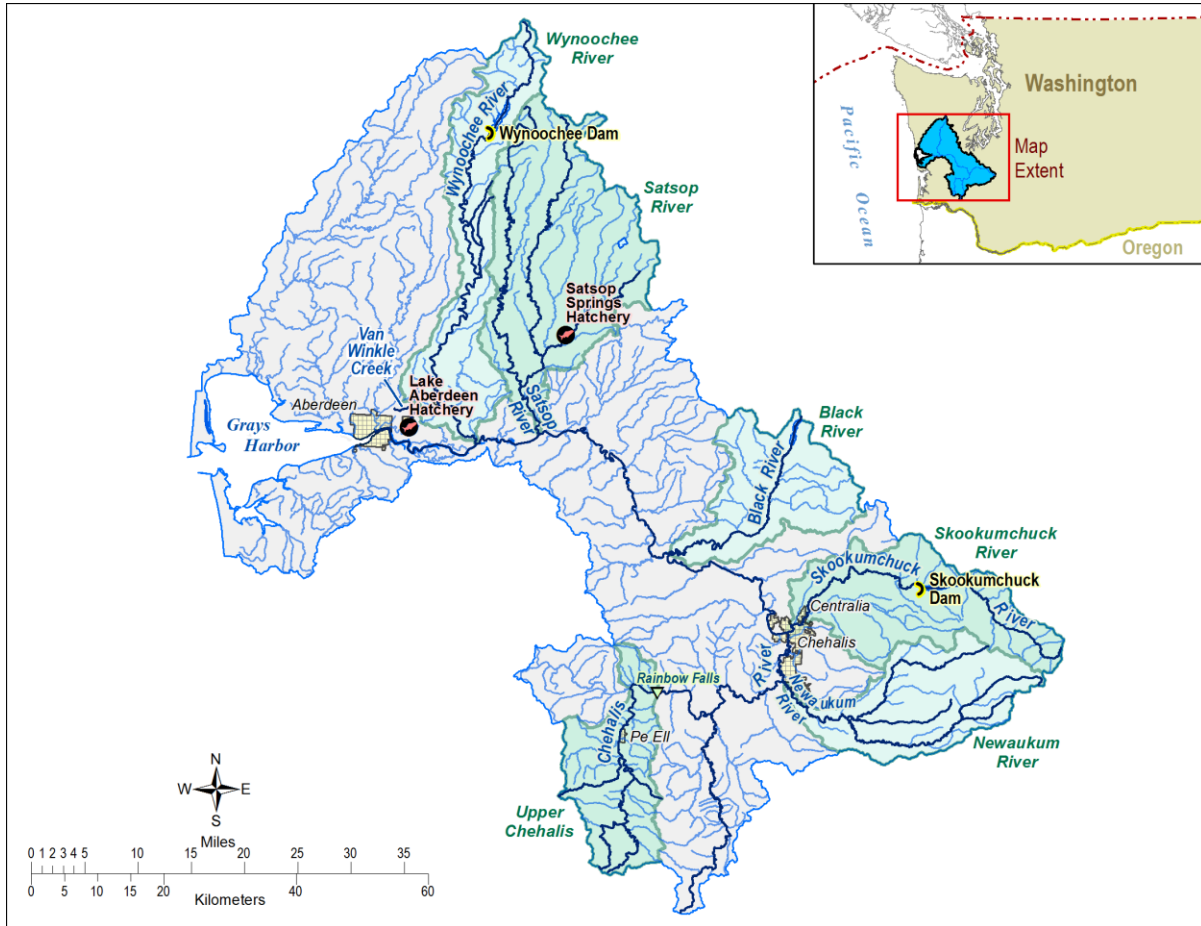 Wynoochee
River
Wynoochee River
Wynoochee Dam
Satsop
River
Satsop
Springs
Hatchery
Van
Winkle
Creek
Lake
Aberdeen
Hatchery
Aberdeen
Grays
Harbor
Satsop
River
Black
River
Black River
Skookumchuck
River
Skookumchuck
River
Skookumchuck
Dam
Centralia
Chehalis
River
Newaukum
River
Rainbow Falls
Chehalis
Pe Ell
Newaukum
River
Upper
Chehalis
N
W E
S
Miles
0 1 2 3 4 5 10 15 20 25 30 35
0 5 10 15 20 40 60
Kilometers
Washington
Pacific
Ocean
Map
Extent
Oregon